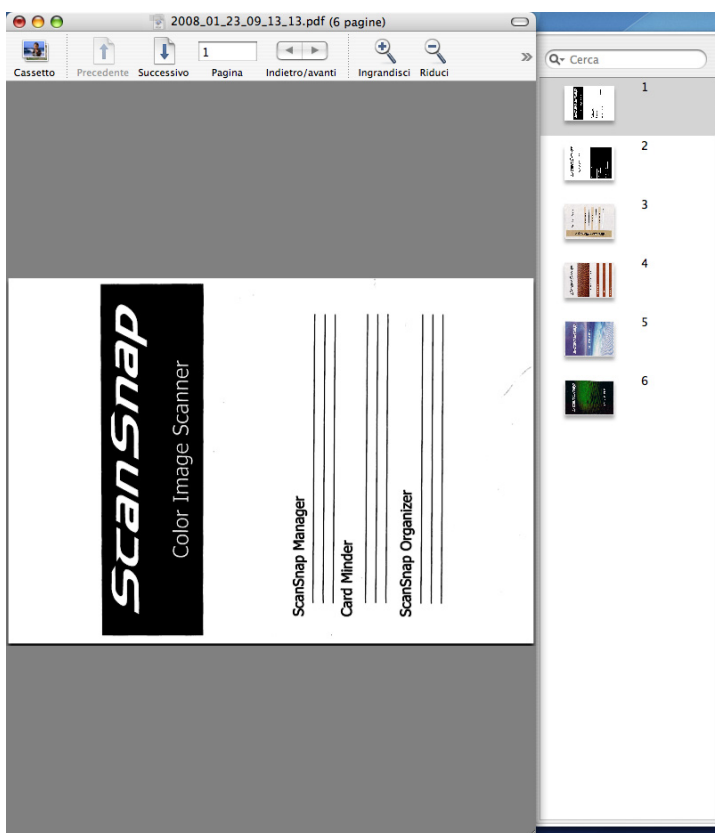 2008_01_23_09_13_13.pdf (6 pagine)
Cassetto
Precedente
Successivo
1
Pagina
Indietro/avanti
Ingrandisci
Riduci
»
Cerca
ScanSnap
Color Image Scanner
ScanSnap Manager
Card Minder
ScanSnap Organizer
1
2
3
4
5
6